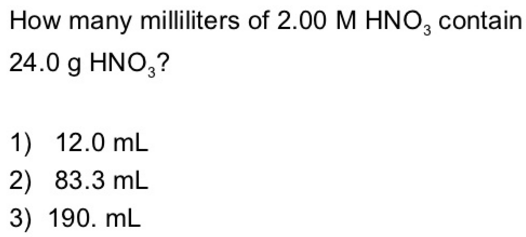 How many milliliters of 2.00 M HNO₃ contain
24.0 g HNO₃?
1) 12.0 mL
2) 83.3 mL
3) 190. mL